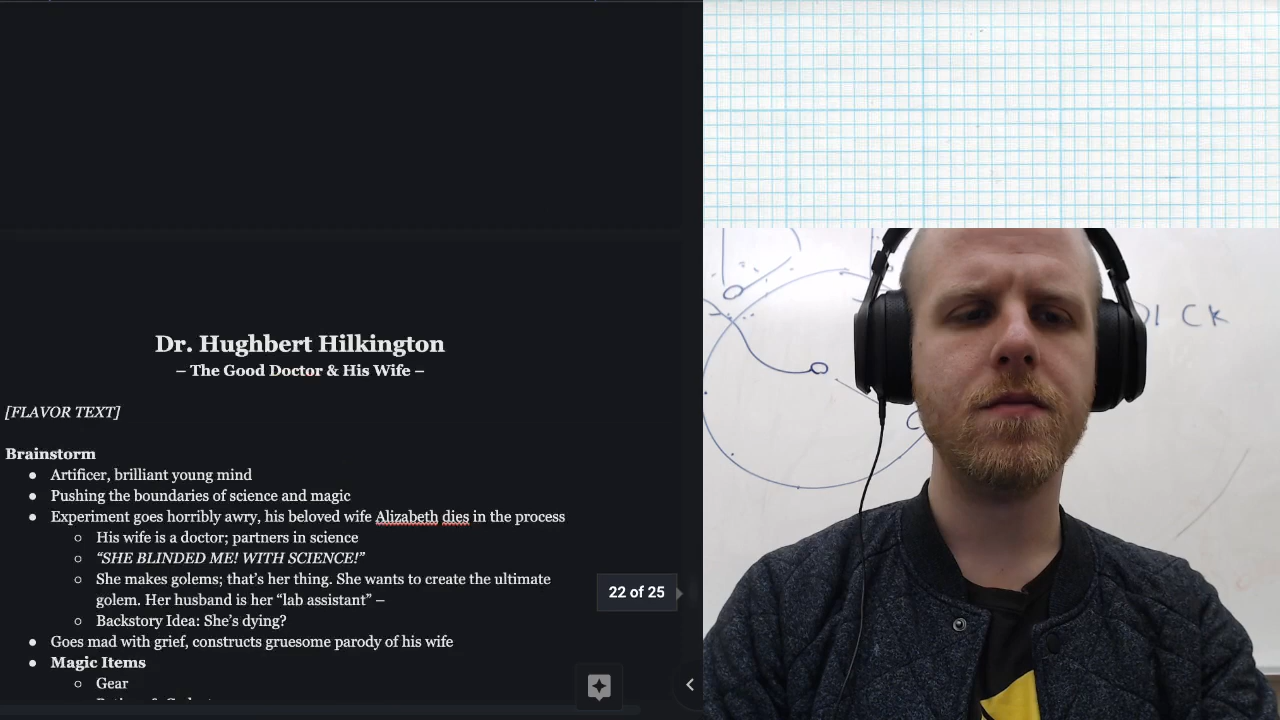 Dr. Hughbert Hilkington
– The Good Doctor & His Wife –
[FLAVOR TEXT]
Brainstorm
● Artificer, brilliant young mind
● Pushing the boundaries of science and magic
● Experiment goes horribly awry, his beloved wife Alizabeth dies in the process
○ His wife is a doctor; partners in science
○ “SHE BLINDED ME! WITH SCIENCE!”
○ She makes golems; that’s her thing. She wants to create the ultimate
golem. Her husband is her “lab assistant” –
○ Backstory Idea: She’s dying?
● Goes mad with grief, constructs gruesome parody of his wife
● Magic Items
○ Gear
22 of 25
CK